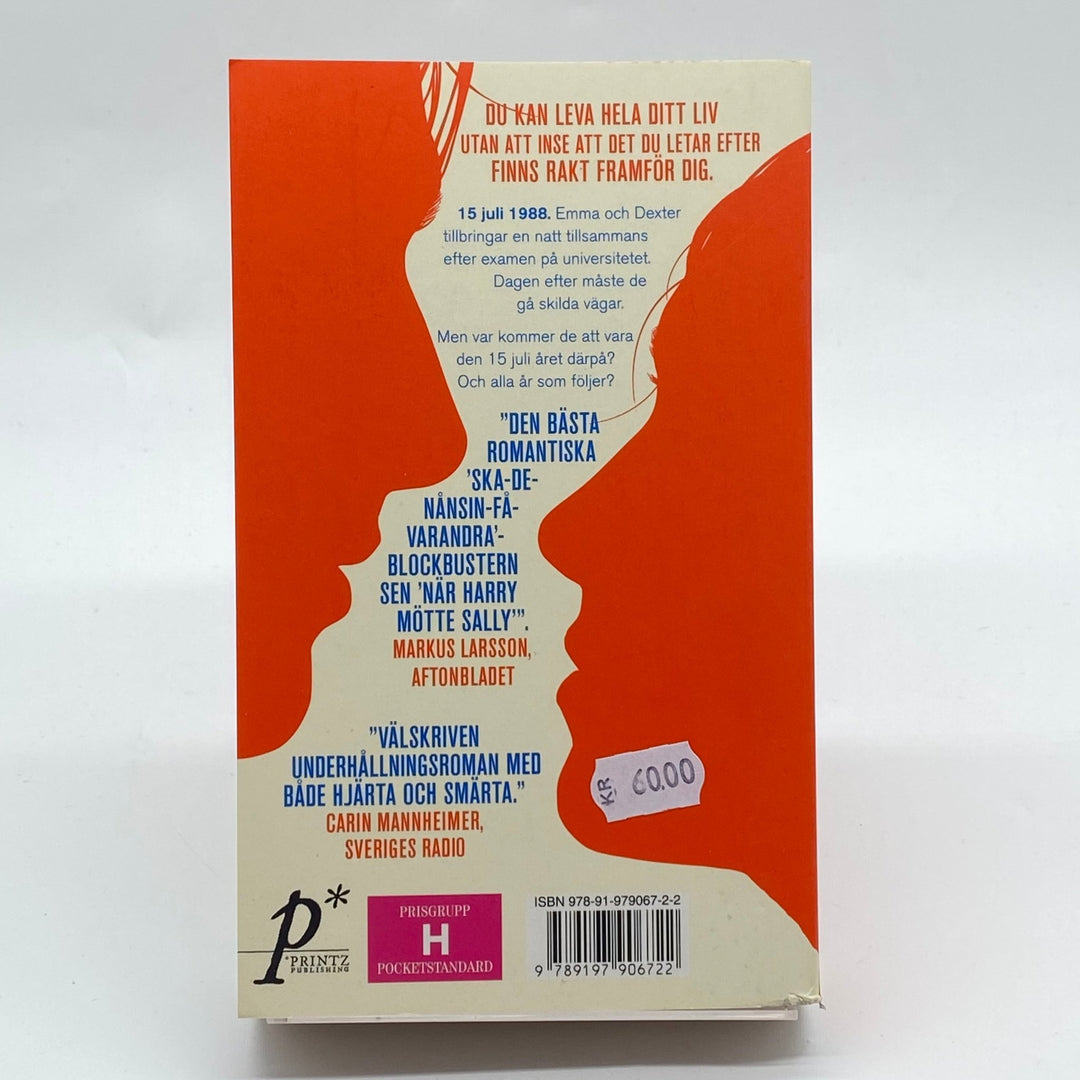 DU KAN LEVA HELA DITT LIV
UTAN ATT INSE ATT DET DU LETAR EFTER
FINNS RAKT FRAMFÖR DIG.
15 juli 1988. Emma och Dexter
tillbringar en natt tillsammans
efter examen på universitetet.
Dagen efter måste de
gå skilda vägar.
Men var kommer de att vara
den 15 juli året därpå?
Och alla år som följer?
”DEN BÄSTA
ROMANTISKA
’SKA-DE-
NÅNSIN-FÅ-
VARANDRA’-
BLOCKBUSTERN
SEN ’NÄR HARRY
MÖTTE SALLY’”.
MARKUS LARSSON,
AFTONBLADET
”VÄLSKRIVEN
UNDERHÅLLNINGSROMAN MED
BÅDE HJÄRTA OCH SMÄRTA.”
CARIN MANNHEIMER,
SVERIGES RADIO
KR 60.00
p*
*PRINTZ
PUBLISHING
PRISGRUPP
H
POCKETSTANDARD
ISBN 978-91-979067-2-2
9 789197 906722